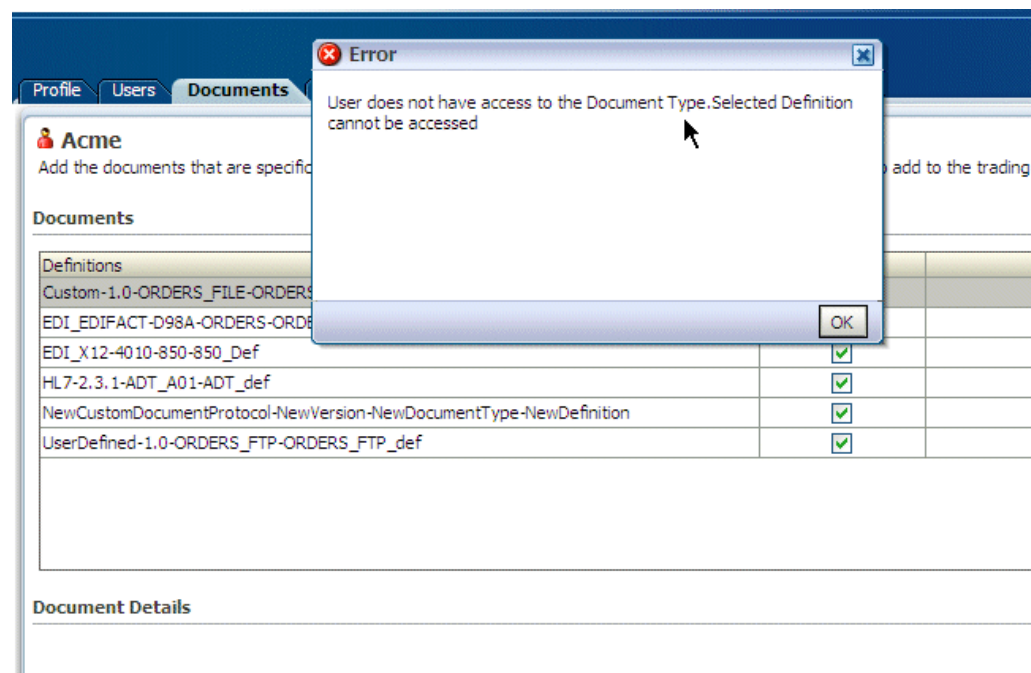 Error
User does not have access to the Document Type.Selected Definition
cannot be accessed
OK
Profile Users Documents
Acme
Add the documents that are specific
add to the trading
Documents
Definitions
Custom-1.0-ORDERS_FILE-ORDERS
EDI_EDIFACT-D98A-ORDERS-ORDE
EDI_X12-4010-850-850_Def
HL7-2.3.1-ADT_A01-ADT_def
NewCustomDocumentProtocol-NewVersion-NewDocumentType-NewDefinition
UserDefined-1.0-ORDERS_FTP-ORDERS_FTP_def
Document Details